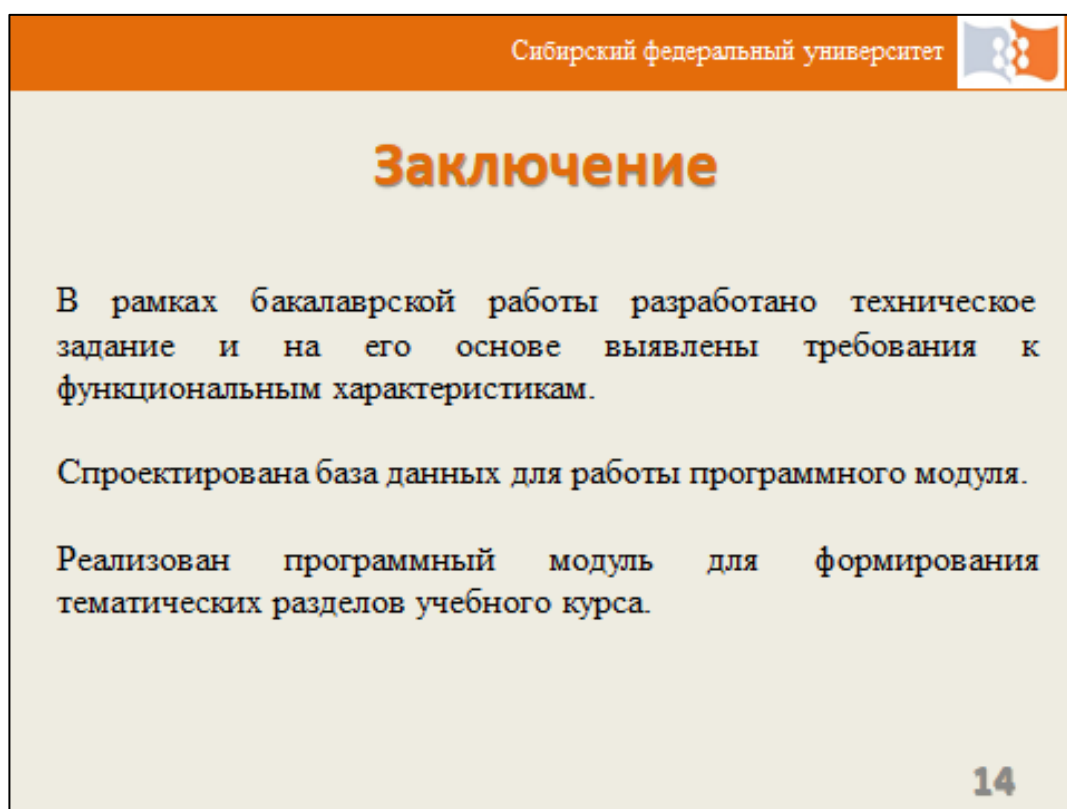 Сибирский федеральный университет
Заключение
В рамках бакалаврской работы разработано техническое
задание и на его основе выявлены требования к
функциональным характеристикам.
Спроектирована база данных для работы программного модуля.
Реализован программный модуль для формирования
тематических разделов учебного курса.
14